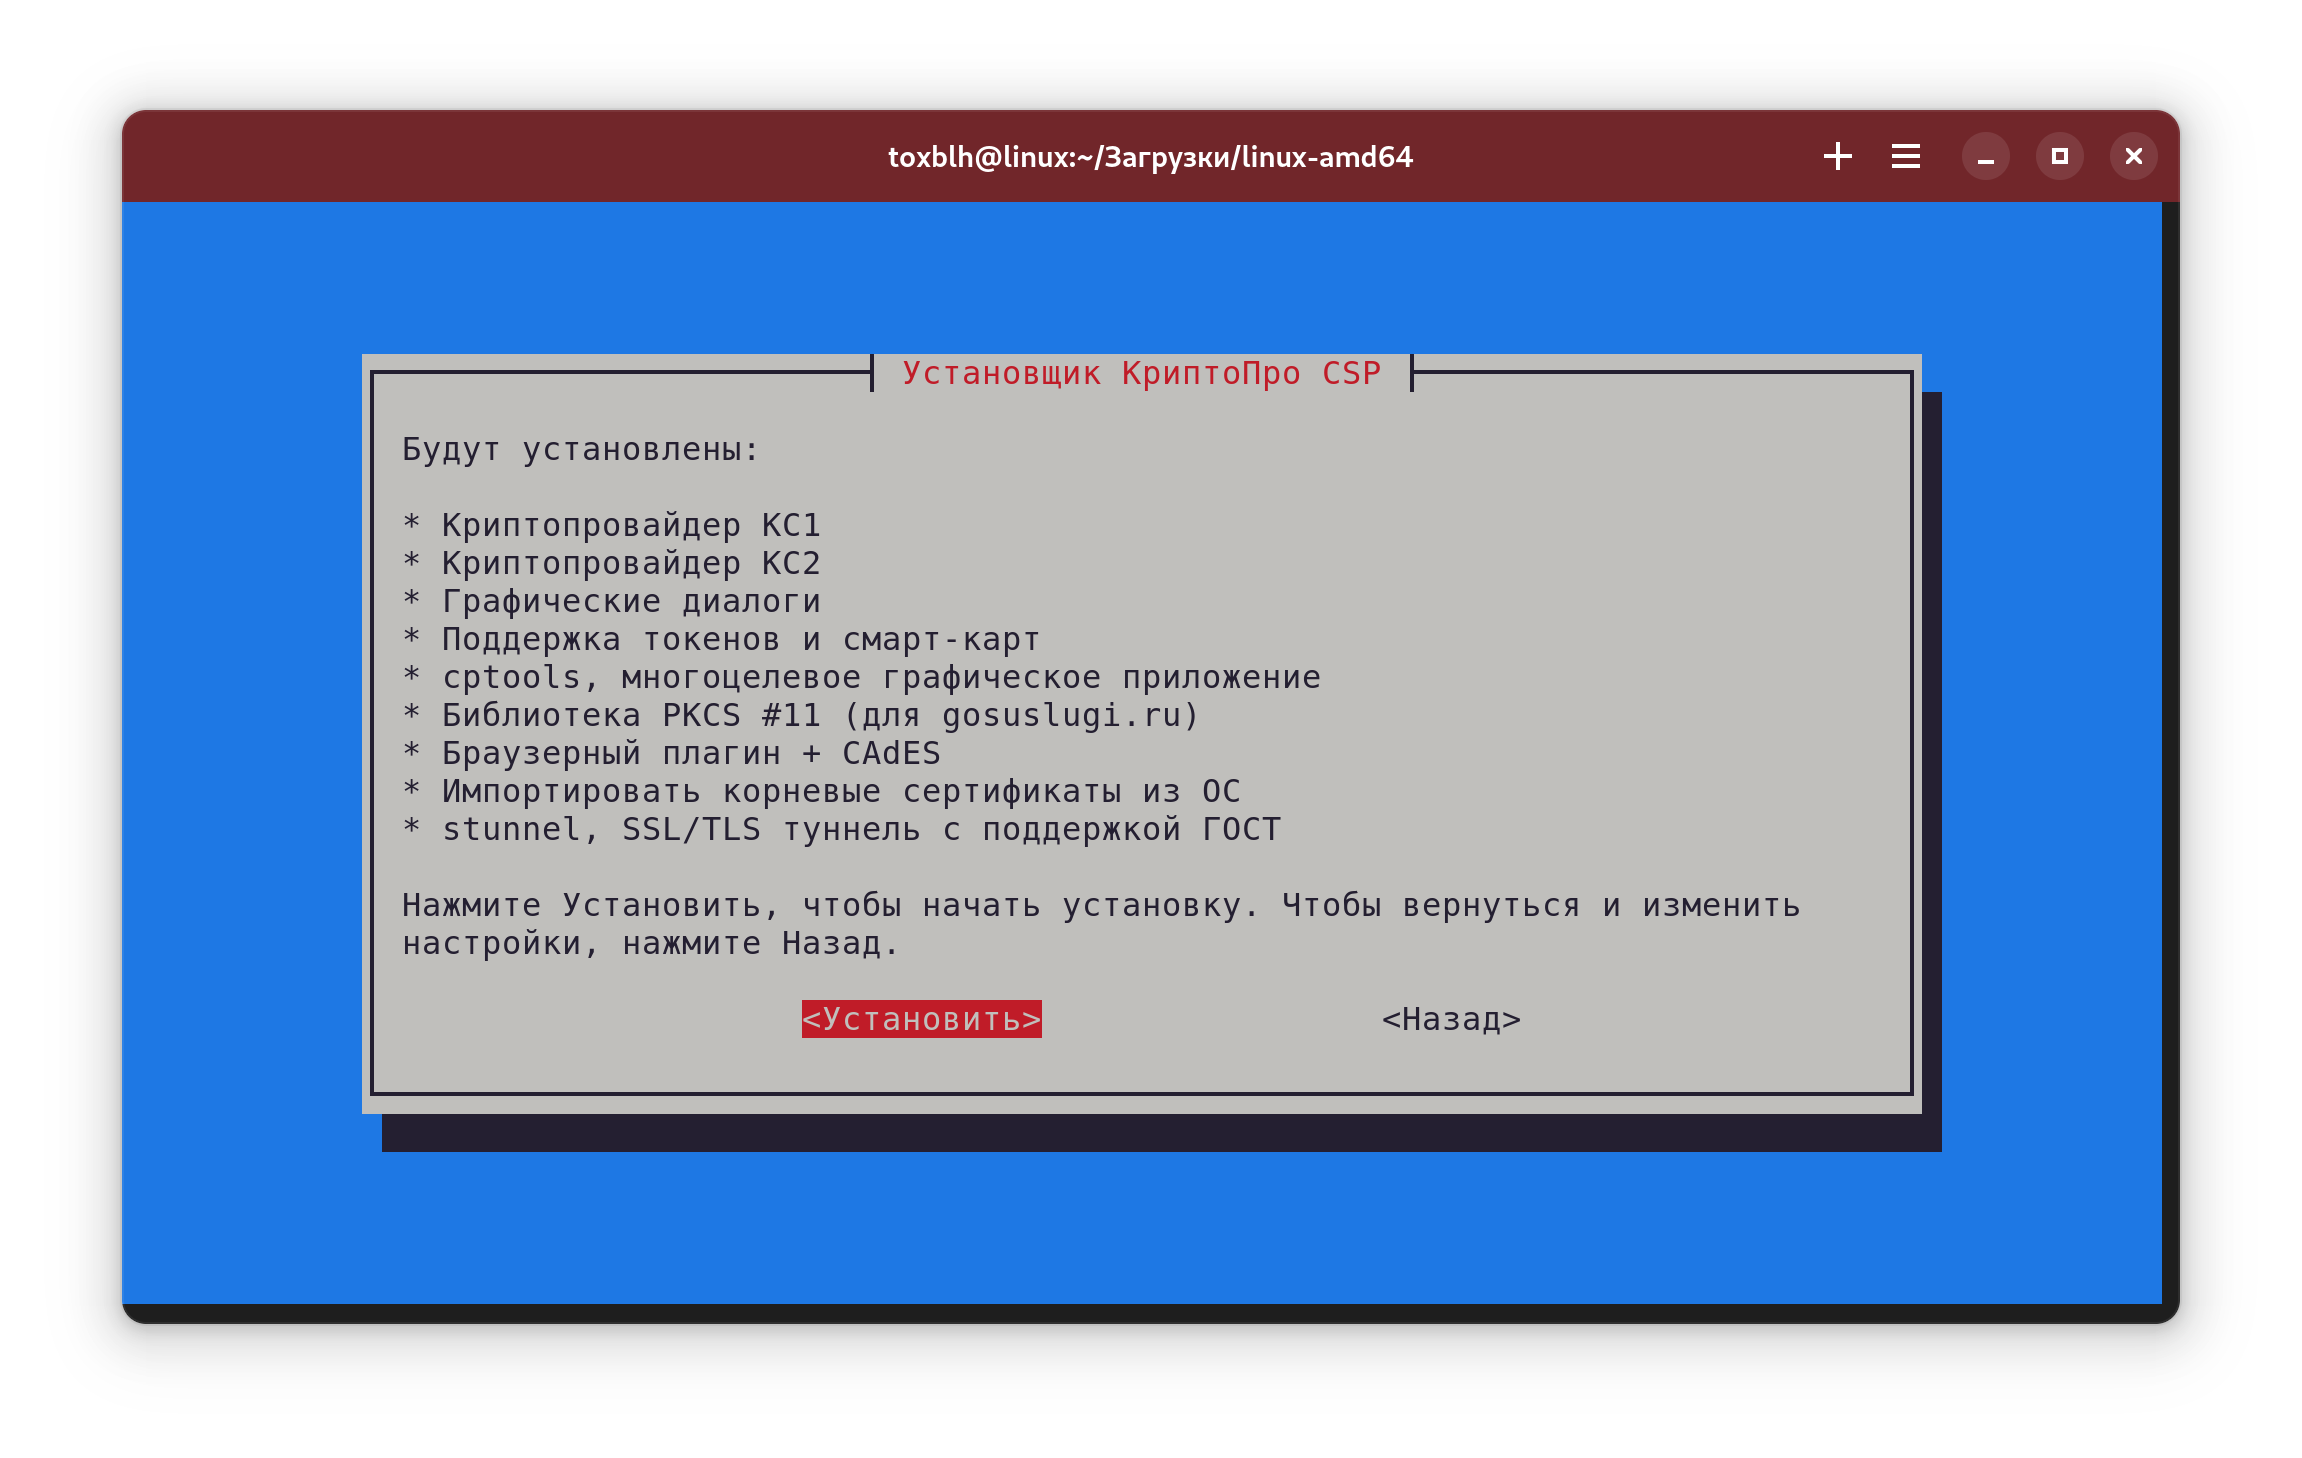 toxblh@linux:~/Загрузки/linux-amd64
Установщик КриптоПро CSP
Будут установлены:
* Криптопровайдер КС1
* Криптопровайдер КС2
* Графические диалоги
* Поддержка токенов и смарт-карт
* cptools, многоцелевое графическое приложение
* Библиотека PKCS #11 (для gosuslugi.ru)
* Браузерный плагин + CAdES
* Импортировать корневые сертификаты из ОС
* stunnel, SSL/TLS туннель с поддержкой ГОСТ
Нажмите Установить, чтобы начать установку. Чтобы вернуться и изменить
настройки, нажмите Назад.
<Установить> <Назад>